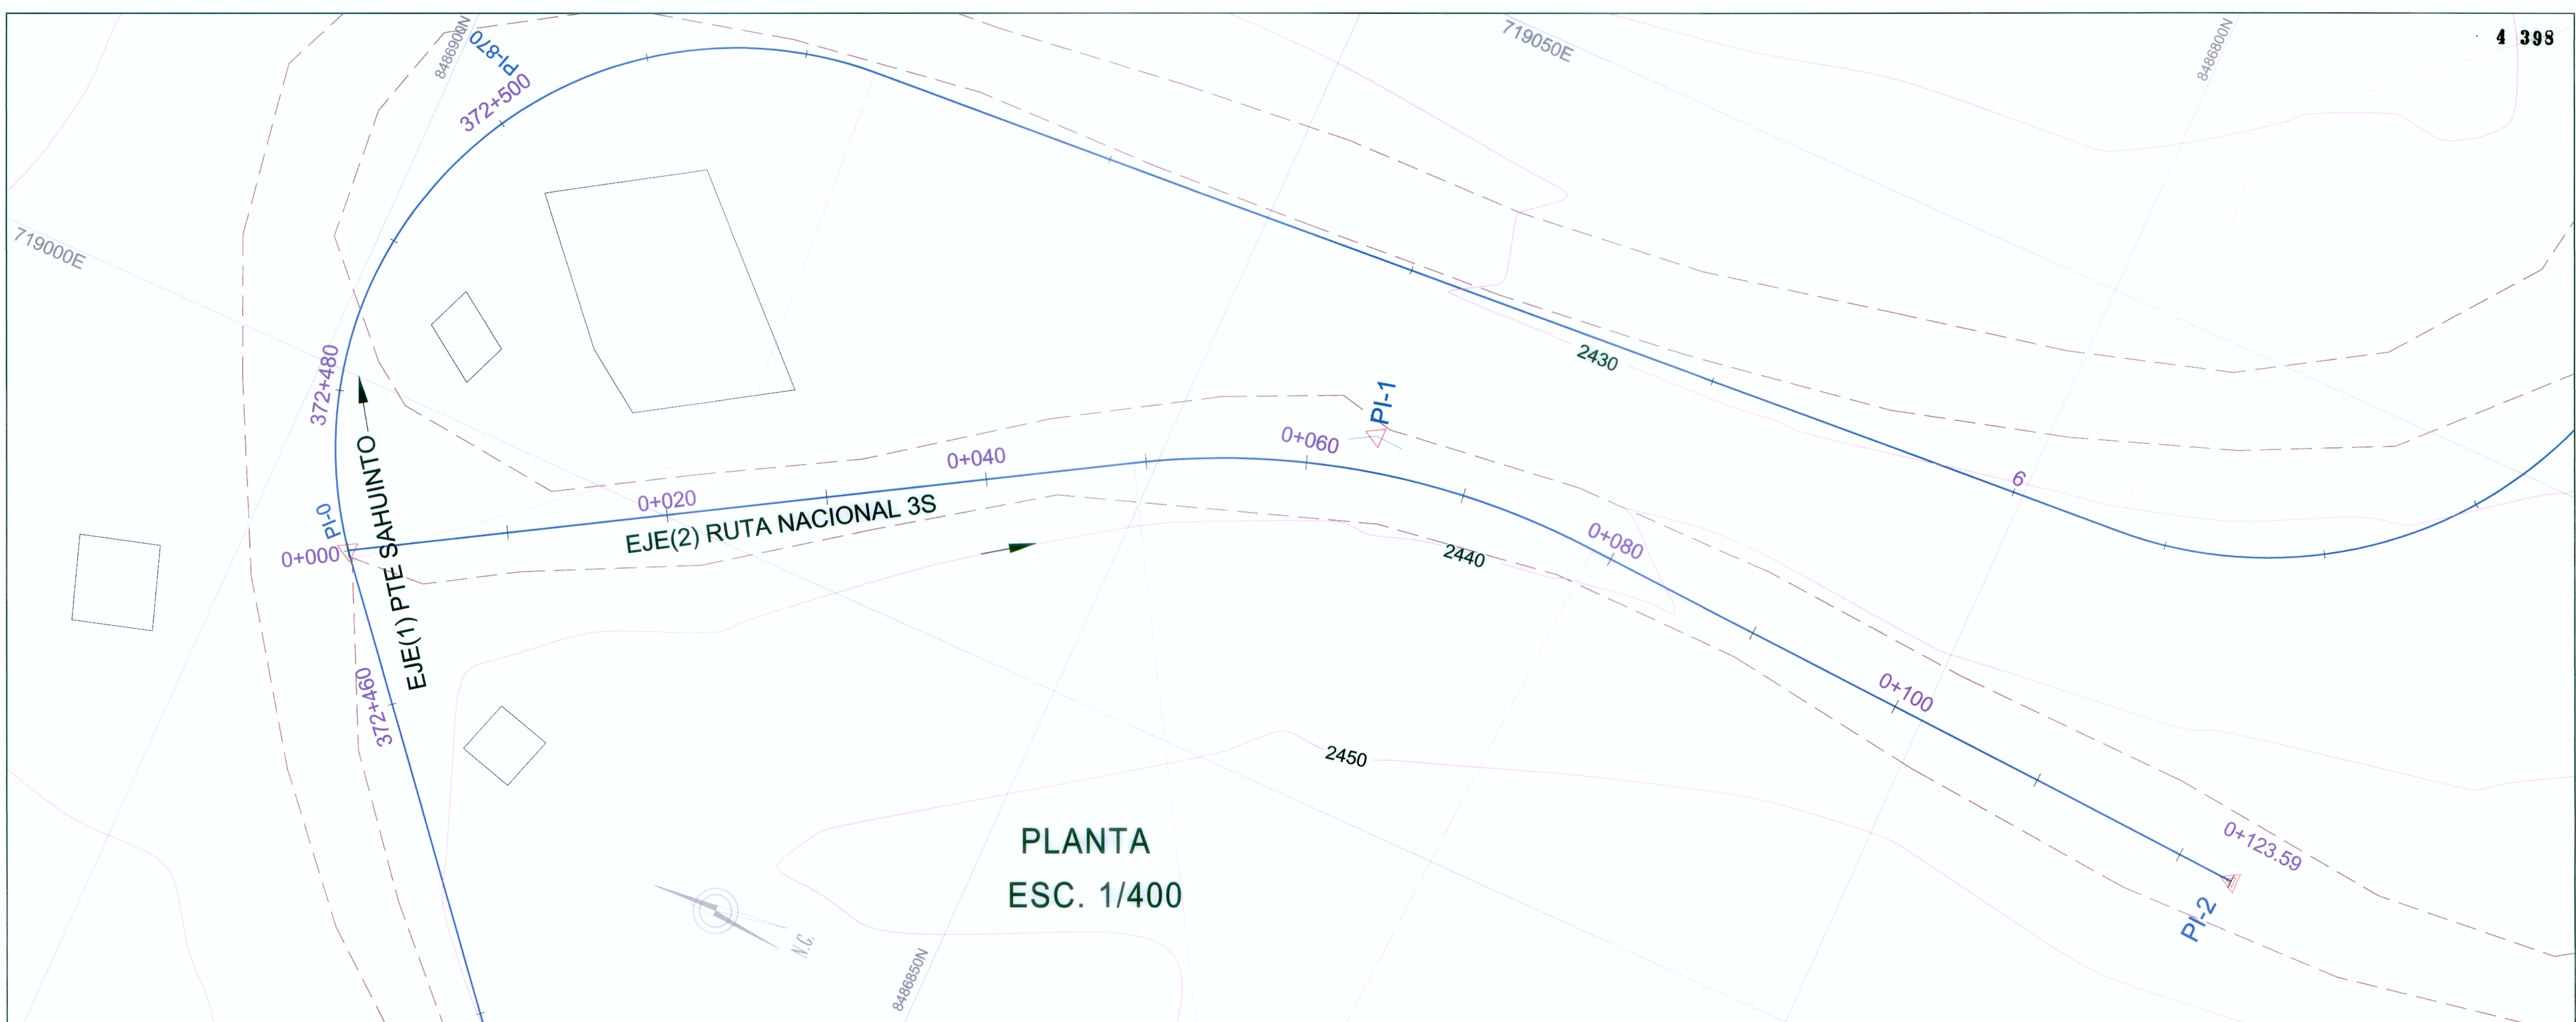 4 398
8486900N
PI-870
372+500
719050E
8486800N
719000E
372+480
2430
PI-1
0+060
0+040
0+020
6
PI-0
0+000
EJE(1) PTE SAHUINTO
EJE(2) RUTA NACIONAL 3S
0+080
2440
372+460
0+100
2450
PLANTA
ESC. 1/400
0+123.59
PI-2
N.C.
8486850N